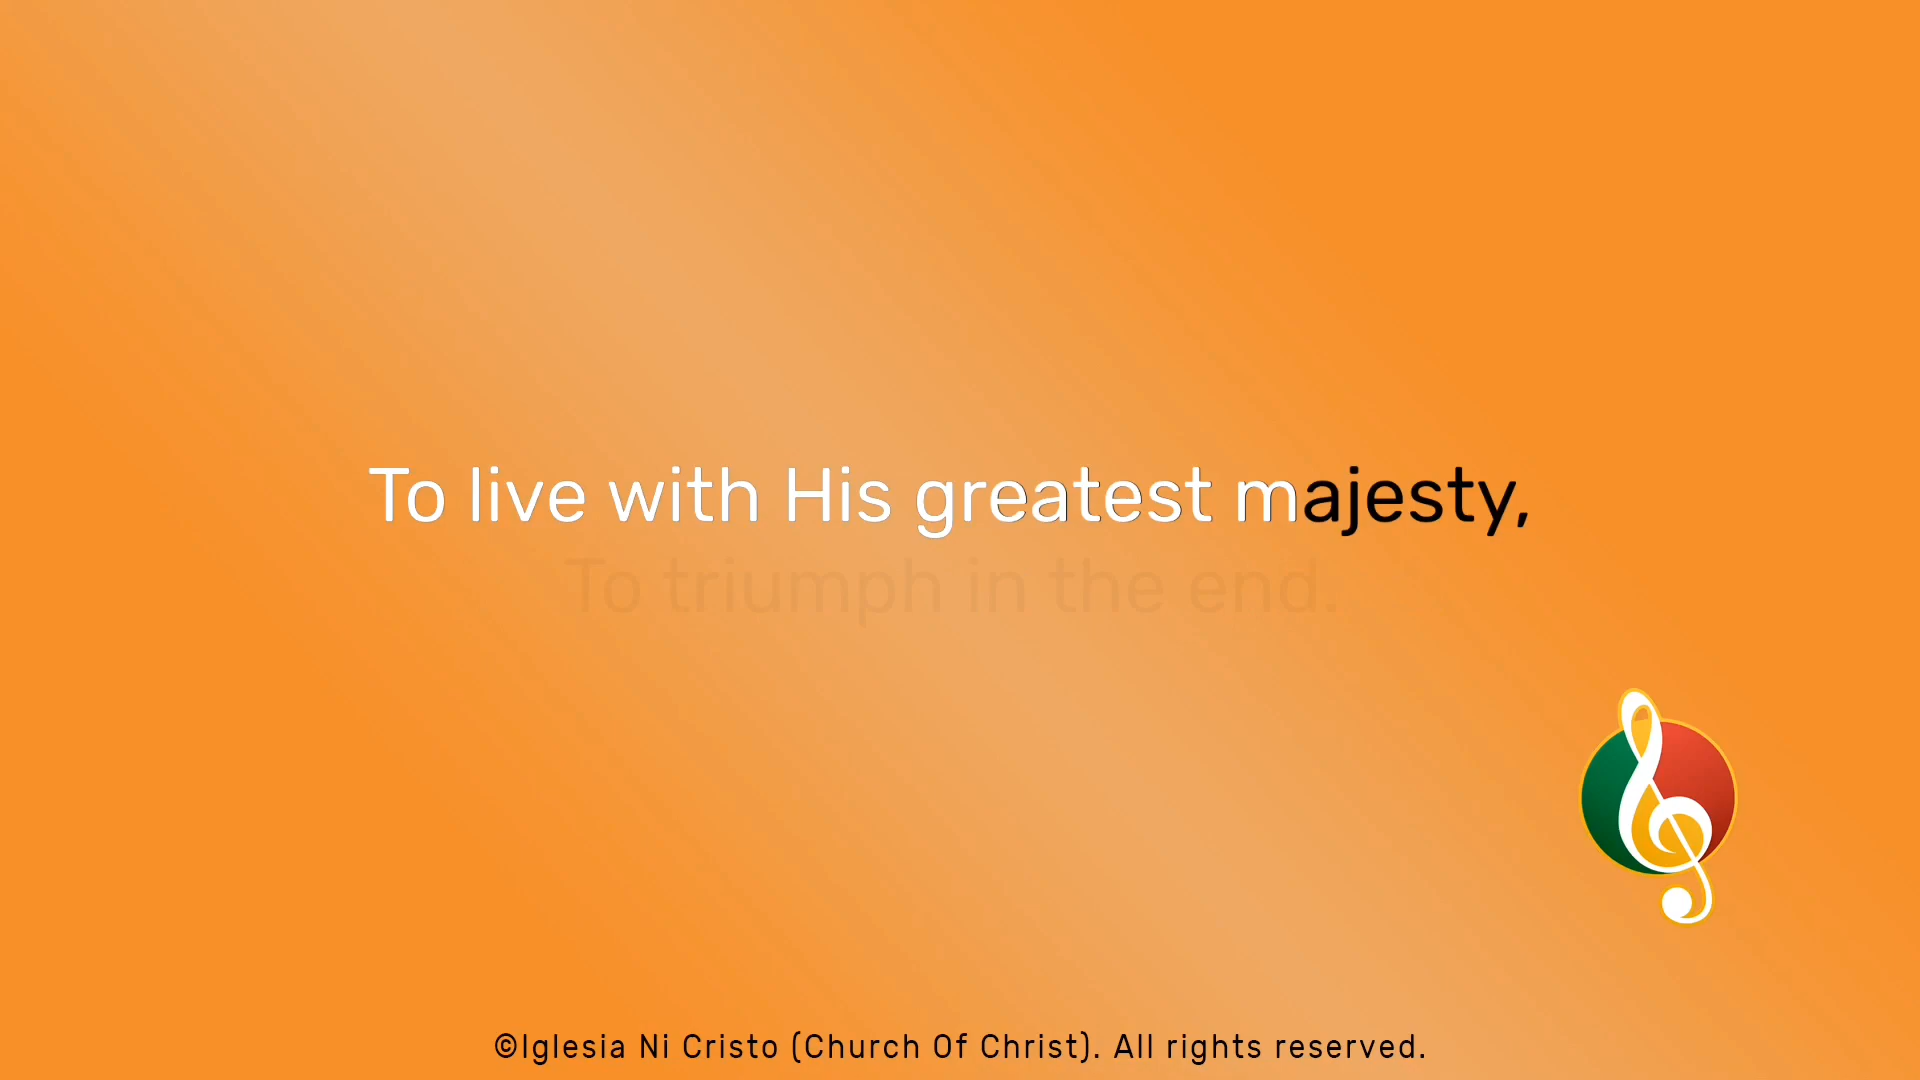 To live with His greatest majesty,
To triumph in the end.
©Iglesia Ni Cristo (Church Of Christ). All rights reserved.